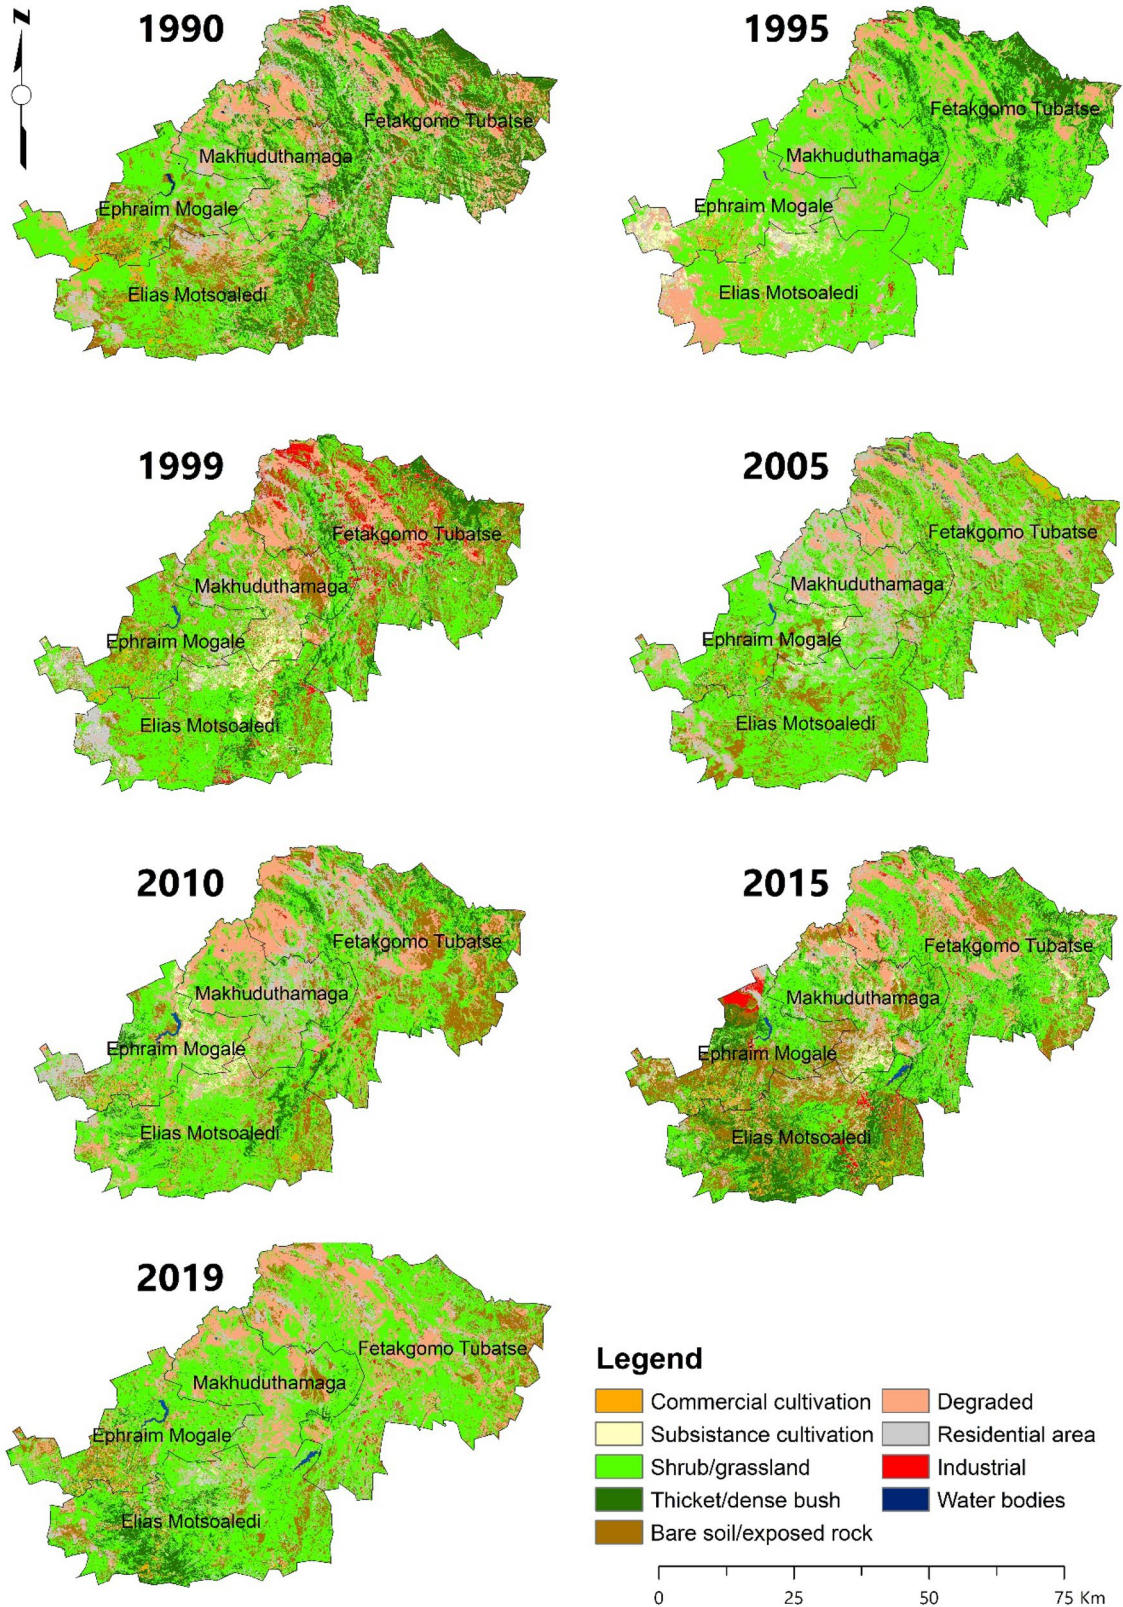 N
1990
Fetakgomo Tubatse
Makhuduthamaga
Ephraim Mogale
Elias Motsoaledi
1995
Fetakgomo Tubatse
Makhuduthamaga
Ephraim Mogale
Elias Motsoaledi
1999
Fetakgomo Tubatse
Makhuduthamaga
Ephraim Mogale
Elias Motsoaledi
2005
Fetakgomo Tubatse
Makhuduthamaga
Ephraim Mogale
Elias Motsoaledi
2010
Fetakgomo Tubatse
Makhuduthamaga
Ephraim Mogale
Elias Motsoaledi
2015
Fetakgomo Tubatse
Makhuduthamaga
Ephraim Mogale
Elias Motsoaledi
2019
Fetakgomo Tubatse
Makhuduthamaga
Ephraim Mogale
Elias Motsoaledi
Legend
Commercial cultivation
Subsistance cultivation
Shrub/grassland
Thicket/dense bush
Bare soil/exposed rock
Degraded
Residential area
Industrial
Water bodies
0 25 50 75 Km